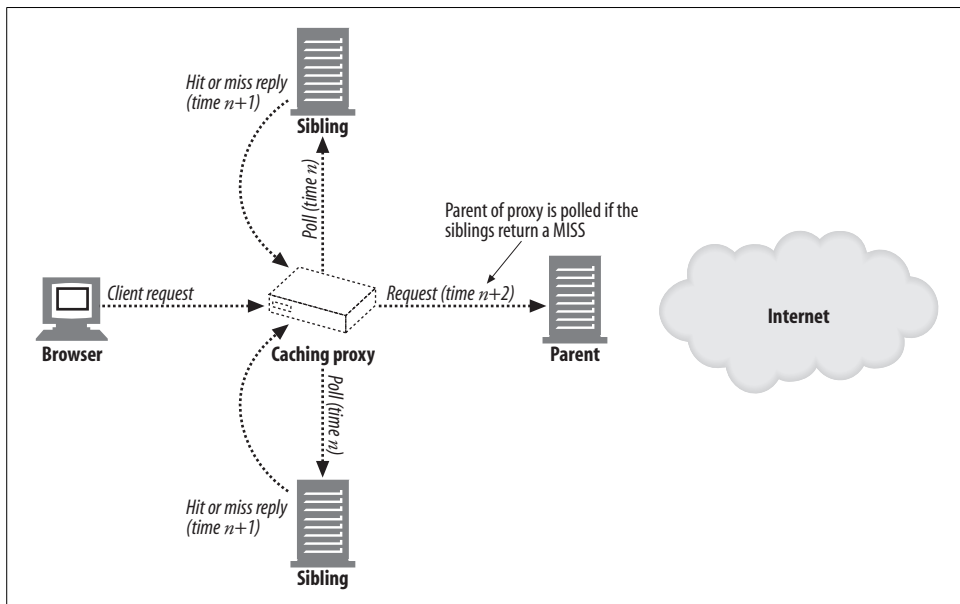 Hit or miss reply
(time n+1)
Sibling
Poll (time n)
Parent of proxy is polled if the
siblings return a MISS
Client request
Request (time n+2)
Internet
Browser
Caching proxy
Parent
Poll (time n)
Hit or miss reply
(time n+1)
Sibling